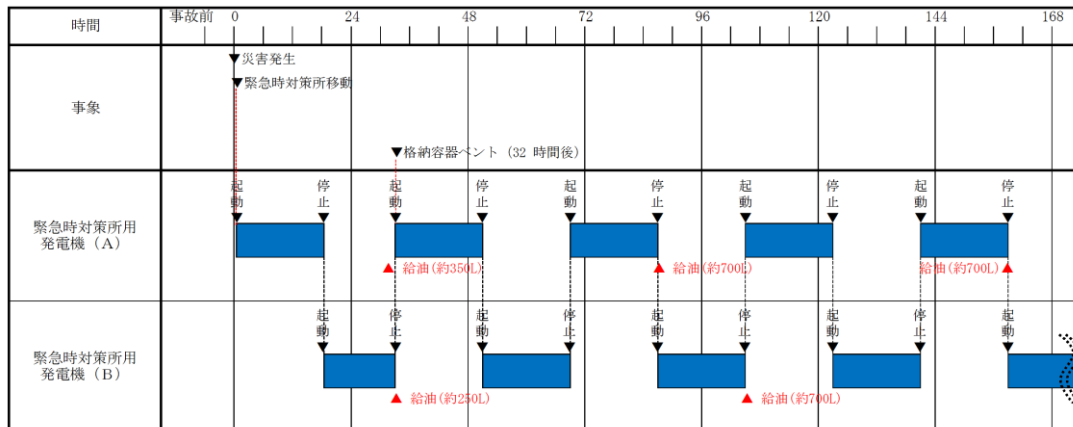 時間 事故前 0 24 48 72 96 120 144 168
事象
▼災害発生
▼緊急時対策所移動
▼格納容器ベント(32 時間後)
緊急時対策所用
発電機(A)
起動 停止 起動 停止 起動 停止 起動 停止 起動 停止
▲ 給油(約350L) ▲ 給油(約700L) 給油(約700L) ▲
緊急時対策所用
発電機(B)
起動 停止 起動 停止 起動 停止 起動 停止 起動
▲ 給油(約250L) ▲ 給油(約700L)